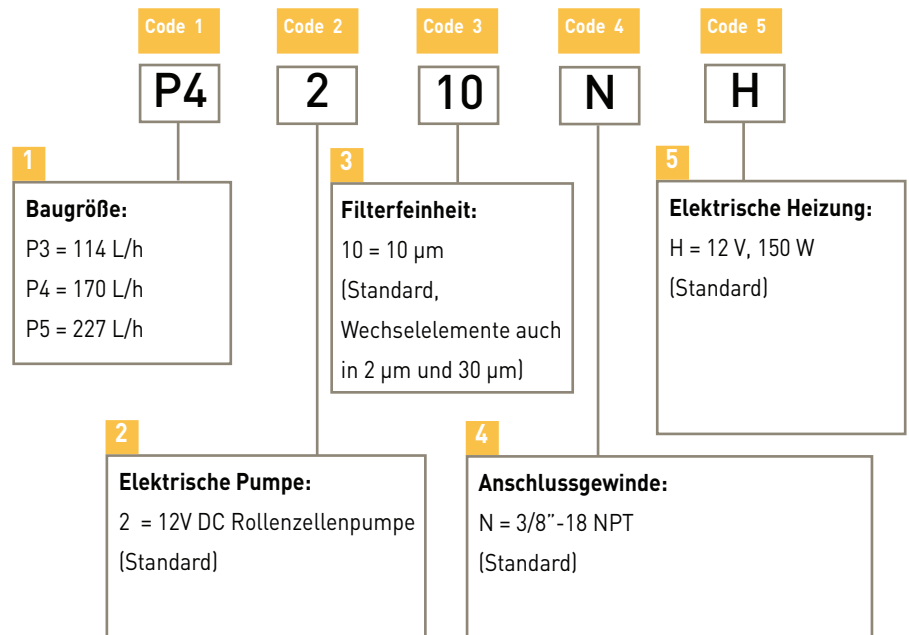 Code 1
Code 2
Code 3
Code 4
Code 5
P4
2
10
N
H
1
Baugröße:
P3 = 114 L/h
P4 = 170 L/h
P5 = 227 L/h
3
Filterfeinheit:
10 = 10 µm
(Standard,
Wechselelemente auch
in 2 µm und 30 µm)
5
Elektrische Heizung:
H = 12 V, 150 W
(Standard)
2
Elektrische Pumpe:
2 = 12V DC Rollenzellenpumpe
(Standard)
4
Anschlussgewinde:
N = 3/8”-18 NPT
(Standard)